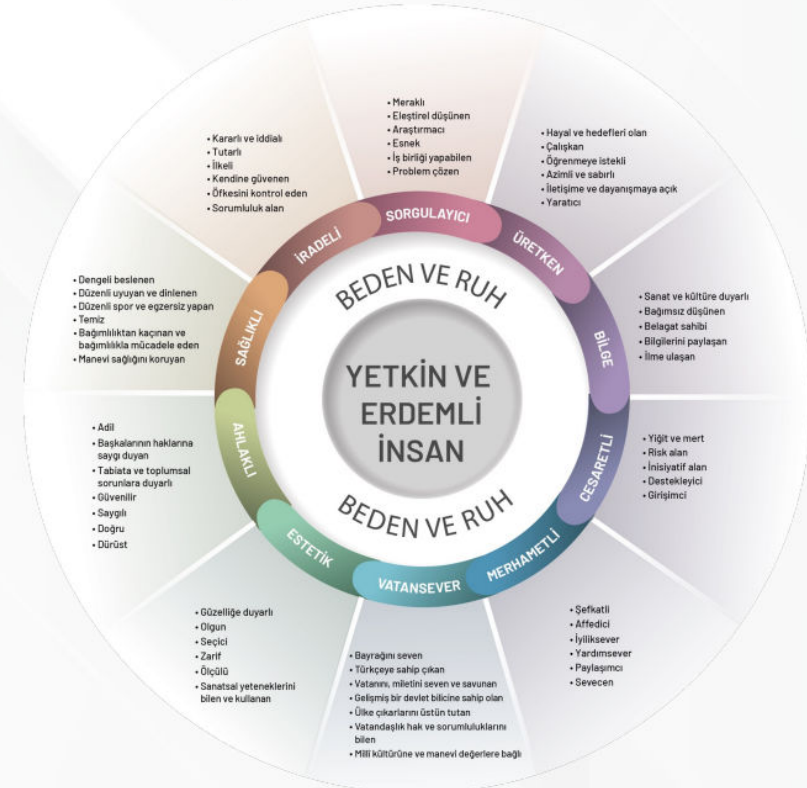 • Meraklı
• Eleştirel düşünen
• Araştırmacı
• Esnek
• İş birliği yapabilen
• Problem çözen
SORGULAYICI
• Hayal ve hedefleri olan
• Çalışkan
• Öğrenmeye istekli
• Azimli ve sabırlı
• İletişime ve dayanışmaya açık
• Yaratıcı
ÜRETKEN
• Sanat ve kültüre duyarlı
• Bağımsız düşünen
• Belagat sahibi
• Bilgilerini paylaşan
• İlme ulaşan
BİLGE
• Yiğit ve mert
• Risk alan
• İnisiyatif alan
• Destekleyici
• Girişimci
CESARETLİ
• Şefkatli
• Affedici
• İyiliksever
• Yardımsever
• Paylaşımcı
• Sevecen
MERHAMETLİ
• Bayrağını seven
• Türkçeye sahip çıkan
• Vatanını, miletini seven ve savunan
• Gelişmiş bir devlet bilicine sahip olan
• Ülke çıkarlarını üstün tutan
• Vatandaşlık hak ve sorumluluklarını
bilen
• Millî kültürüne ve manevi değerlere bağlı
VATANSEVER
• Güzelliğe duyarlı
• Olgun
• Seçici
• Zarif
• Ölçülü
• Sanatsal yeteneklerini
bilen ve kullanan
ESTETİK
• Adil
• Başkalarının haklarına
saygı duyan
• Tabiata ve toplumsal
sorunlara duyarlı
• Güvenilir
• Saygılı
• Doğru
• Dürüst
AHLAKLI
• Dengeli beslenen
• Düzenli uyuyan ve dinlenen
• Düzenli spor ve egzersiz yapan
• Temiz
• Bağımlılıktan kaçınan ve
bağımlılıkla mücadele eden
• Manevi sağlığını koruyan
SAĞLIKLI
• Kararlı ve iddialı
• Tutarlı
• İlkeli
• Kendine güvenen
• Öfkesini kontrol eden
• Sorumluluk alan
İRADELİ
BEDEN VE RUH
YETKİN VE
ERDEMLİ
İNSAN
BEDEN VE RUH